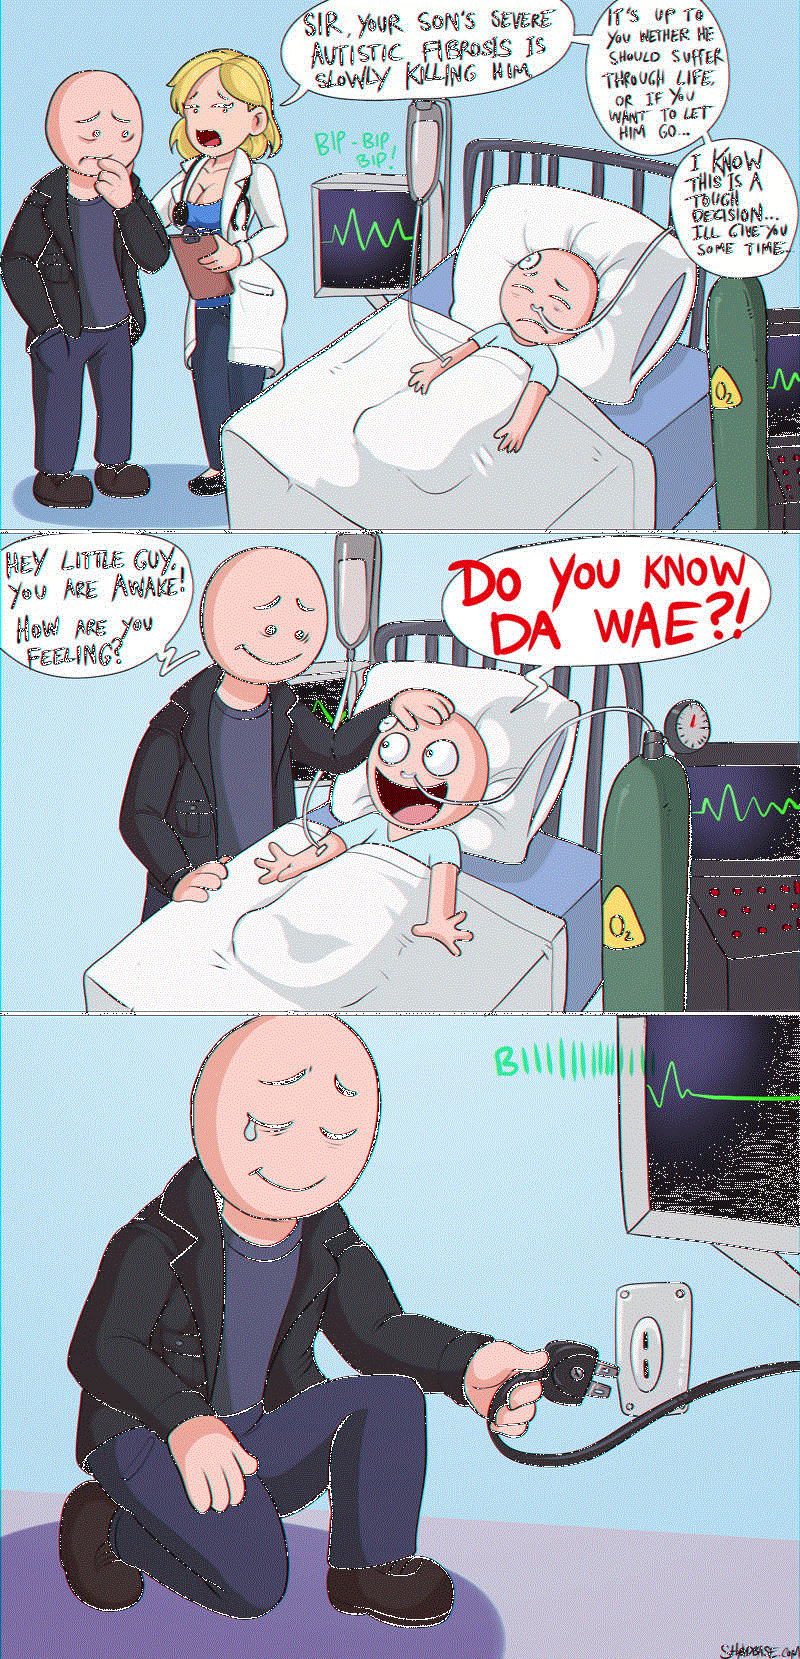 SIR, YOUR SON'S SEVERE
AUTISTIC FIBROSIS IS
SLOWLY KILLING HIM
IT'S UP TO
YOU WETHER HE
SHOULD SUFFER
THROUGH LIFE,
OR IF YOU
WANT TO LET
HIM GO...
I KNOW
THIS IS A
TOUGH
DECISION...
I'LL GIVE YOU
SOME TIME...
BIP - BIP
BIP!
O2
HEY LITTLE GUY,
YOU ARE AWAKE!
HOW ARE YOU
FEELING?
DO YOU KNOW
DA WAE?!
O2
BIIIIIIIIIIIII
SHADBASE.COM